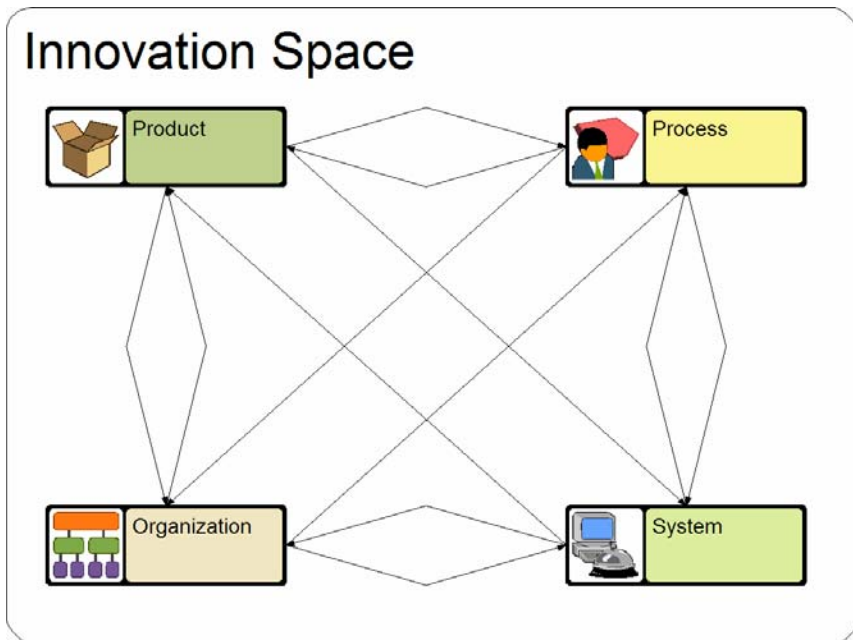 Innovation Space
Product
Process
Organization
System